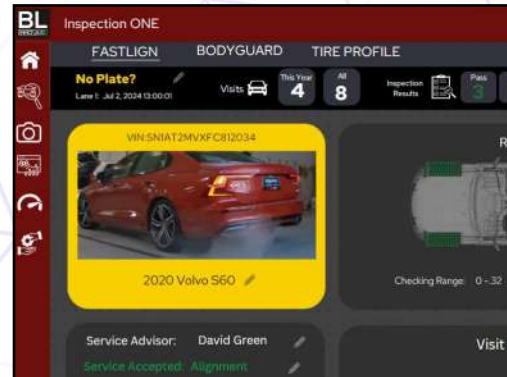 BL
Inspection ONE
FASTLIGN BODYGUARD TIRE PROFILE
No Plate?
Lane 1: Jul 2, 2024 13:00:01
Visits
This Year
4
All
8
Inspection
Results
Pass
3
VIN:SN1AT2MVXFC812034
2020 Volvo S60
Checking Range: 0 -.32
Service Advisor: David Green
Service Accepted: Alignment
Visit